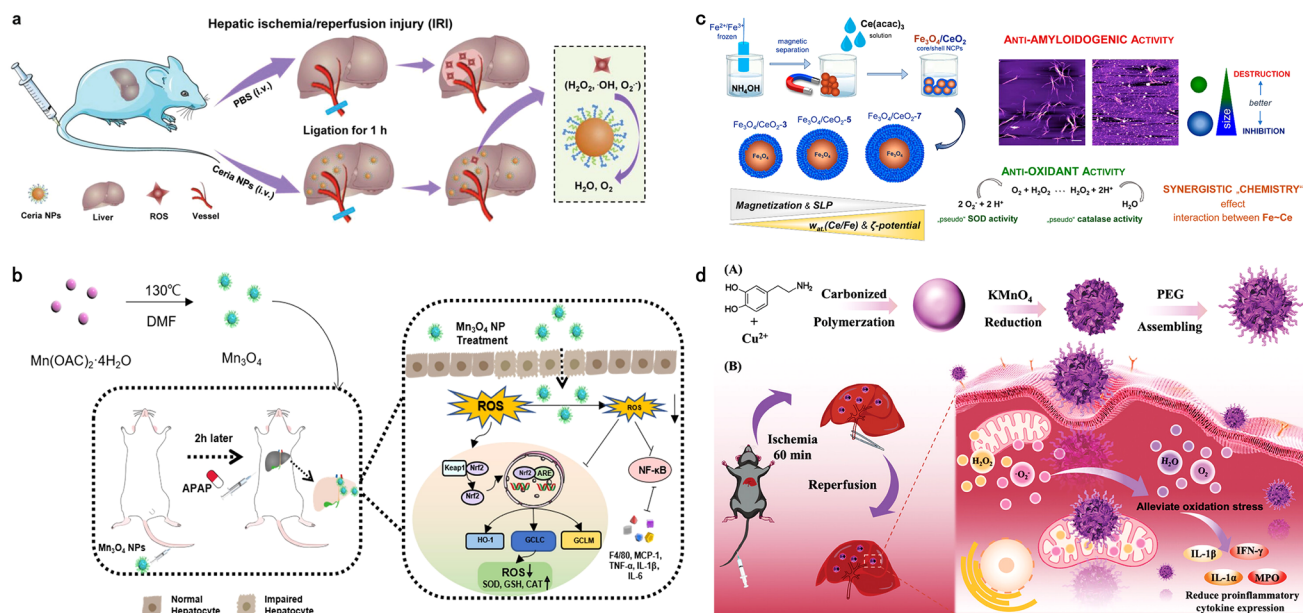 a
Hepatic ischemia/reperfusion injury (IRI)
PBS (i.v.)
Ligation for 1 h
Ceria NPs (i.v.)
(H₂O₂, ·OH, O₂·⁻)
H₂O, O₂
Ceria NPs
Liver
ROS
Vessel
b
130℃
DMF
Mn(OAC)₂·4H₂O
Mn₃O₄
2h later
APAP
Mn₃O₄ NPs
Mn₃O₄ NP
Treatment
ROS
ROS
Keap1
Nrf2
Nrf2
Nrf2
ARE
NF-κB
HO-1
GCLC
GCLM
ROS
SOD, GSH, CAT
F4/80, MCP-1,
TNF-α, IL-1β,
IL-6
Normal
Hepatocyte
Impaired
Hepatocyte
c
Fe²⁺/Fe³⁺
frozen
NH₄OH
magnetic
separation
Ce(acac)₃
solution
Fe₃O₄/CeO₂
core/shell NCPs
Fe₃O₄/CeO₂-3
Fe₃O₄/CeO₂-5
Fe₃O₄/CeO₂-7
Fe₃O₄
Fe₃O₄
Fe₃O₄
Magnetization & SLP
wat.(Ce/Fe) & ζ-potential
ANTI-AMYLOIDOGENIC ACTIVITY
DESTRUCTION
better
INHIBITION
size
ANTI-OXIDANT ACTIVITY
O₂ + H₂O₂ ··· H₂O₂ + 2H⁺
2 O₂⁻ + 2 H⁺
H₂O
„pseudo“ SOD activity
„pseudo“ catalase activity
SYNERGISTIC „CHEMISTRY“
effect
interaction between Fe~Ce
d
(A)
HO
HO
NH₂
+
Cu²⁺
Carbonized
Polymerzation
KMnO₄
Reduction
PEG
Assembling
(B)
Ischemia
60 min
Reperfusion
H₂O₂
·O₂⁻
H₂O
O₂
Alleviate oxidation stress
IL-1β
IFN-γ
IL-1α
MPO
Reduce proinflammatory
cytokine expression